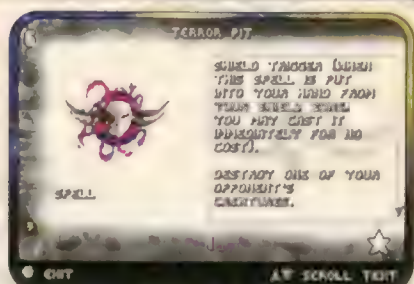 TERROR PIT
SHIELD TRIGGER (WHEN
THIS SPELL IS PUT
INTO YOUR HAND FROM
YOUR SHIELD ZONE,
YOU MAY CAST IT
IMMEDIATELY FOR NO
COST).
DESTROY ONE OF YOUR
OPPONENT'S
CREATURES.
SPELL
EXIT
SCROLL TEXT